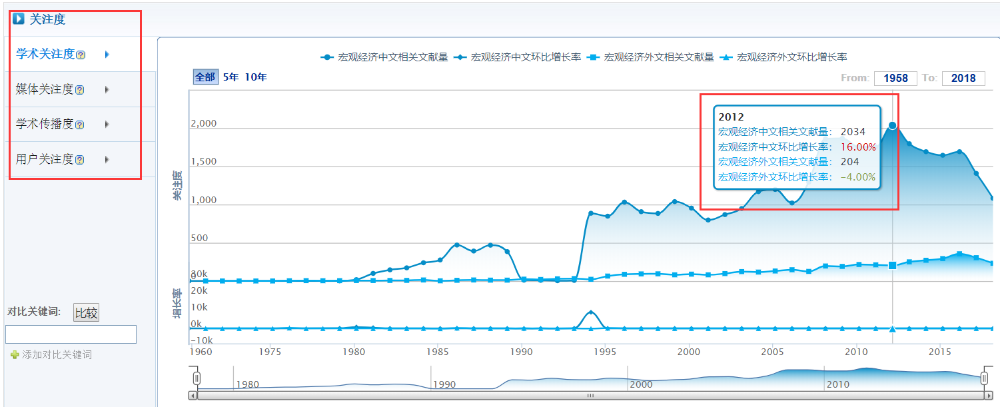 关注度
学术关注度
媒体关注度
学术传播度
用户关注度
对比关键词: 比较
添加对比关键词
宏观经济中文相关文献量 宏观经济中文环比增长率 宏观经济外文相关文献量 宏观经济外文环比增长率
全部 5年 10年
From: 1958 To: 2018
2012
宏观经济中文相关文献量: 2034
宏观经济中文环比增长率: 16.00%
宏观经济外文相关文献量: 204
宏观经济外文环比增长率: -4.00%
关注度
2,000
1,500
1,000
500
0
增长率
30k
20k
10k
0k
-10k
1960 1975 1980 1985 1990 1995 2000 2005 2010 2015
1980 1990 2000 2010